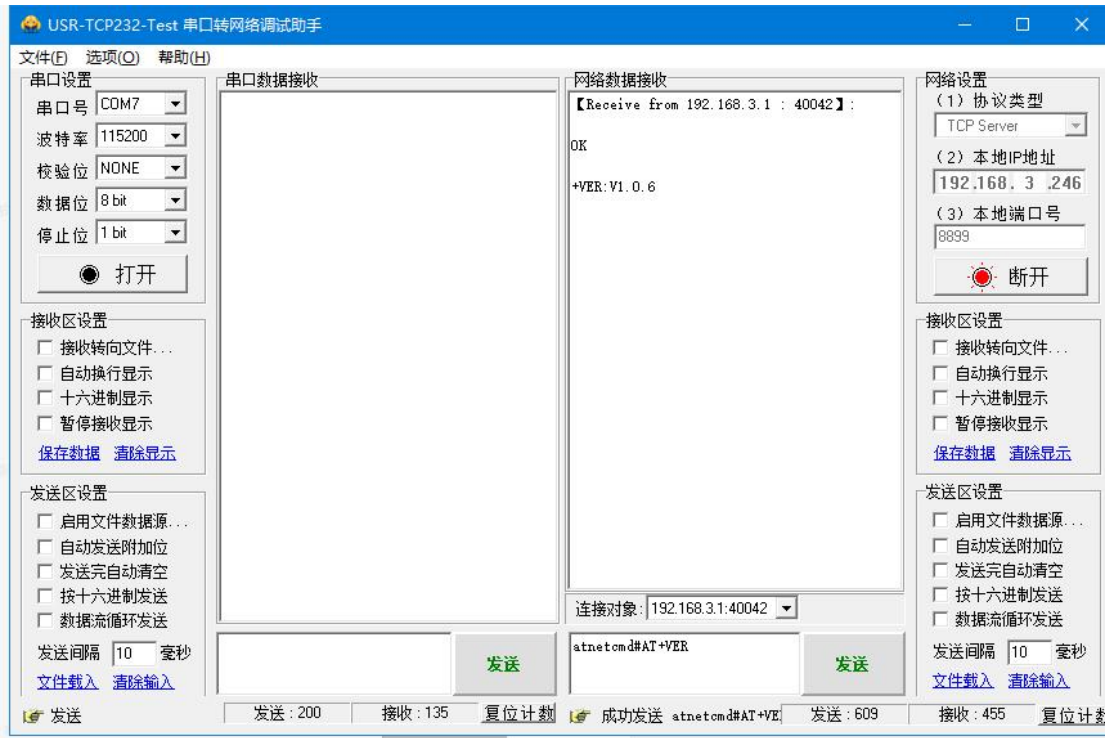 USR-TCP232-Test 串口转网络调试助手
文件(F) 选项(O) 帮助(H)
串口设置
串口号 COM7
波特率 115200
校验位 NONE
数据位 8 bit
停止位 1 bit
打开
接收区设置
接收转向文件...
自动换行显示
十六进制显示
暂停接收显示
保存数据 清除显示
发送区设置
启用文件数据源...
自动发送附加位
发送完自动清空
按十六进制发送
数据流循环发送
发送间隔 10 毫秒
文件载入 清除输入
串口数据接收
发送
网络数据接收
【Receive from 192.168.3.1 : 40042】:
OK
+VER:V1.0.6
连接对象: 192.168.3.1:40042
atnetcmd#AT+VER
发送
网络设置
(1) 协议类型
TCP Server
(2) 本地IP地址
192.168. 3 .246
(3) 本地端口号
8899
断开
接收区设置
接收转向文件...
自动换行显示
十六进制显示
暂停接收显示
保存数据 清除显示
发送区设置
启用文件数据源...
自动发送附加位
发送完自动清空
按十六进制发送
数据流循环发送
发送间隔 10 毫秒
文件载入 清除输入
发送 发送:200 接收:135 复位计数 成功发送 atnetcmd#AT+VE 发送:609 接收:455 复位计数